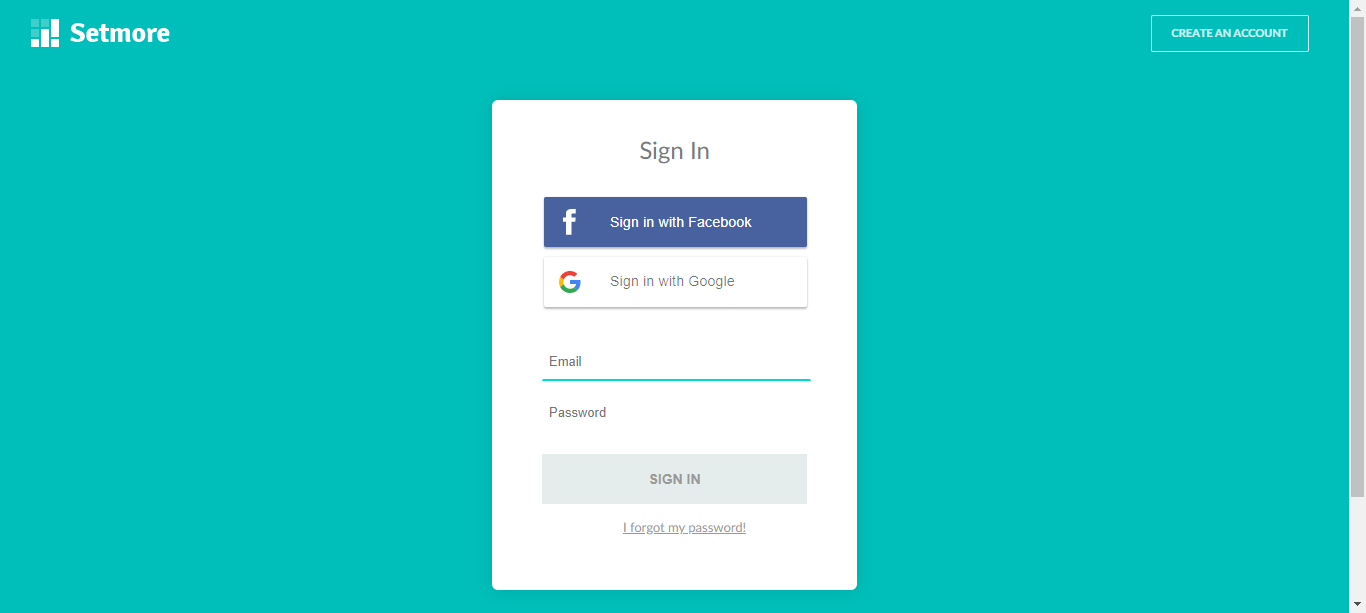 Setmore
CREATE AN ACCOUNT
Sign In
Sign in with Facebook
Sign in with Google
Email
Password
SIGN IN
I forgot my password!